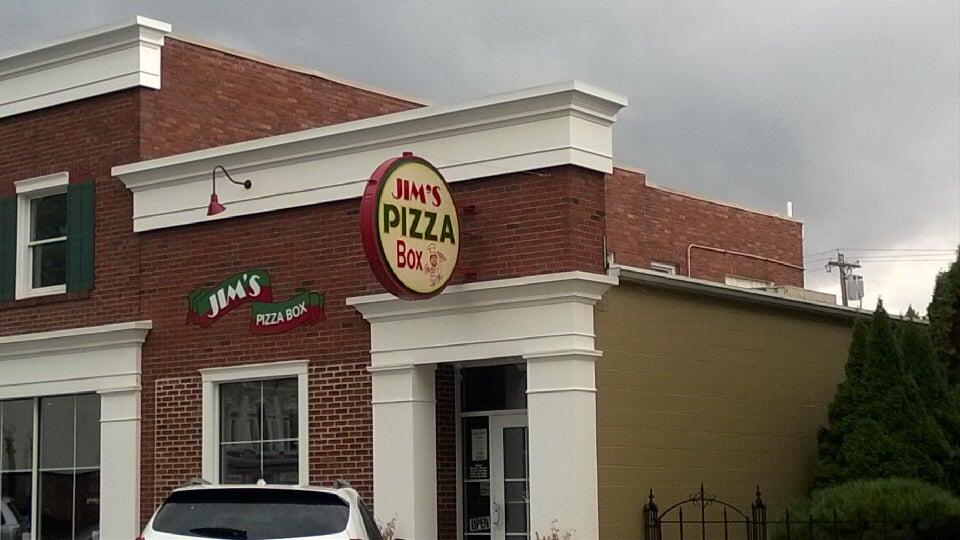 JIM'S
PIZZA
Box
JIM'S
PIZZA BOX
OPEN